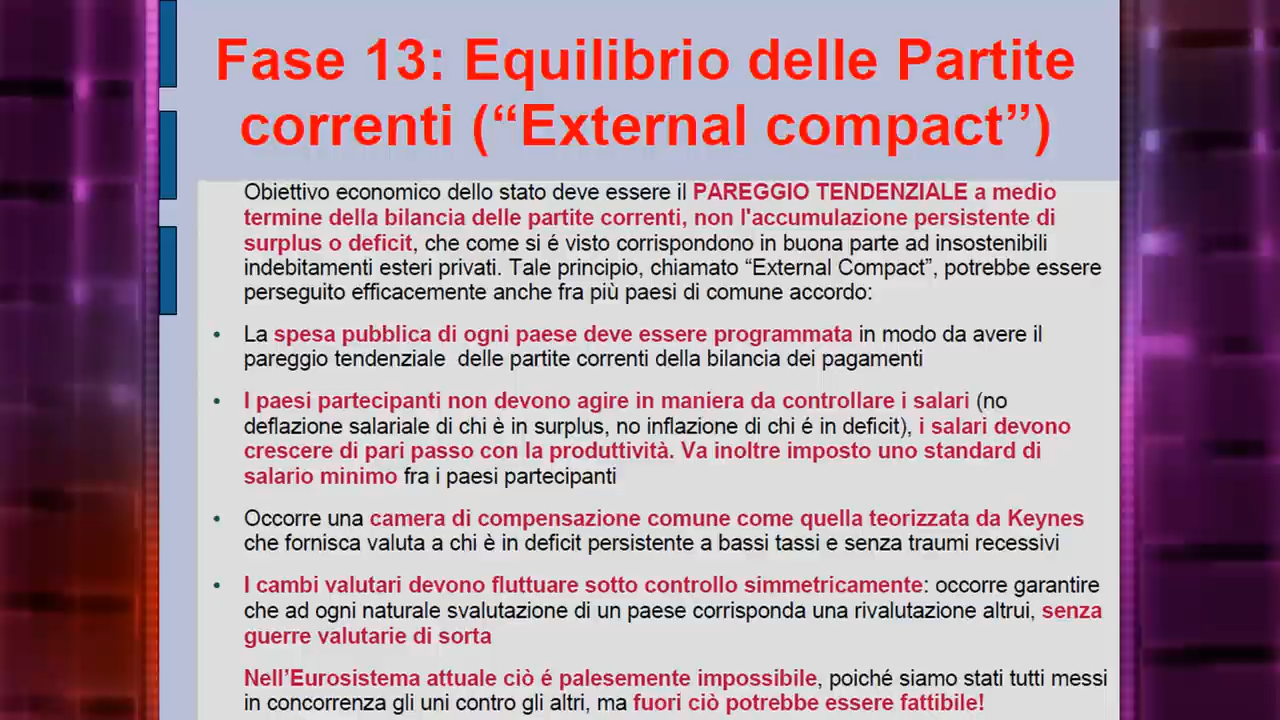 Fase 13: Equilibrio delle Partite
correnti (“External compact”)
Obiettivo economico dello stato deve essere il PAREGGIO TENDENZIALE a medio
termine della bilancia delle partite correnti, non l'accumulazione persistente di
surplus o deficit, che come si é visto corrispondono in buona parte ad insostenibili
indebitamenti esteri privati. Tale principio, chiamato “External Compact”, potrebbe essere
perseguito efficacemente anche fra più paesi di comune accordo:
• La spesa pubblica di ogni paese deve essere programmata in modo da avere il
pareggio tendenziale delle partite correnti della bilancia dei pagamenti
• I paesi partecipanti non devono agire in maniera da controllare i salari (no
deflazione salariale di chi è in surplus, no inflazione di chi é in deficit), i salari devono
crescere di pari passo con la produttività. Va inoltre imposto uno standard di
salario minimo fra i paesi partecipanti
• Occorre una camera di compensazione comune come quella teorizzata da Keynes
che fornisca valuta a chi è in deficit persistente a bassi tassi e senza traumi recessivi
• I cambi valutari devono fluttuare sotto controllo simmetricamente: occorre garantire
che ad ogni naturale svalutazione di un paese corrisponda una rivalutazione altrui, senza
guerre valutarie di sorta
Nell’Eurosistema attuale ciò é palesemente impossibile, poiché siamo stati tutti messi
in concorrenza gli uni contro gli altri, ma fuori ciò potrebbe essere fattibile!